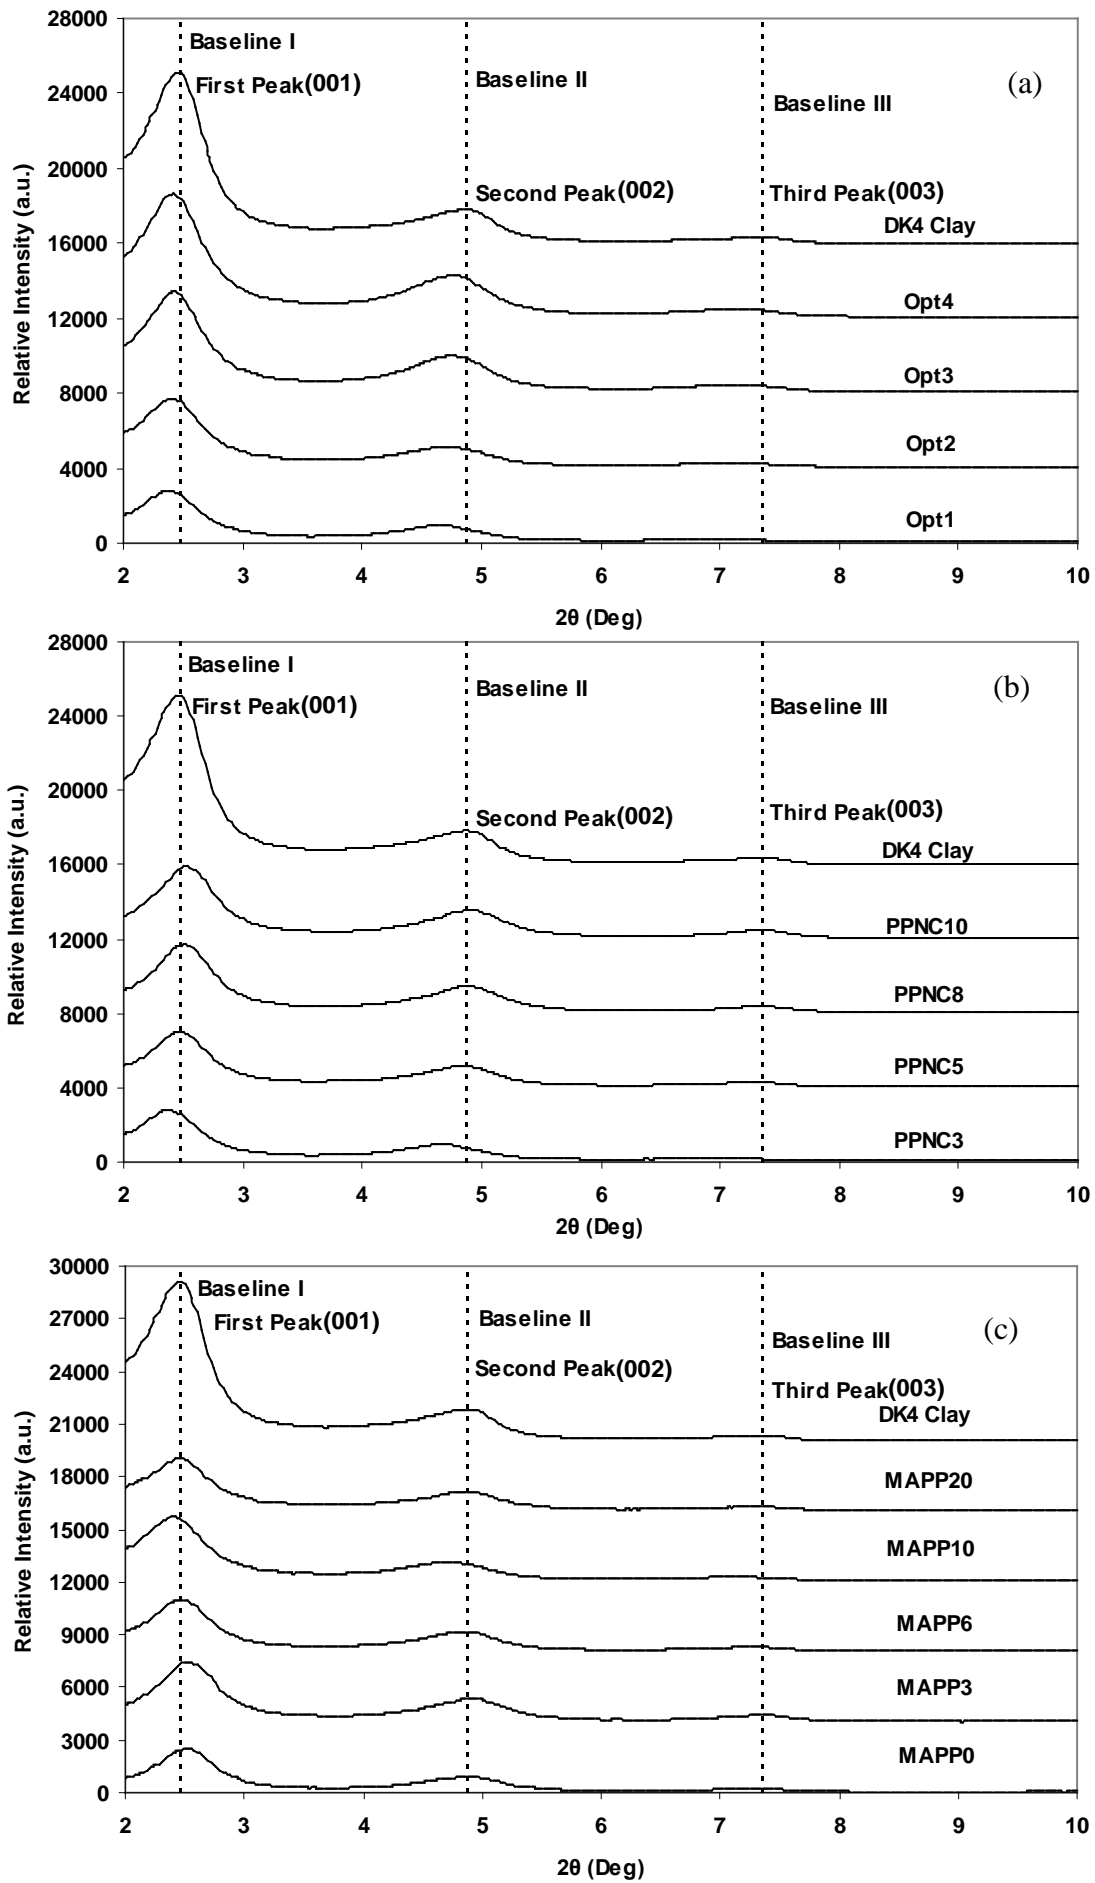 28000
Baseline I
First Peak(001)
Baseline II
Baseline III
(a)
24000
20000
Second Peak(002)
Third Peak(003)
DK4 Clay
16000
Opt4
12000
Opt3
8000
Opt2
4000
Opt1
0
2 3 4 5 6 7 8 9 10
2θ (Deg)
Relative Intensity (a.u.)
28000
Baseline I
First Peak(001)
Baseline II
Baseline III
(b)
24000
20000
Second Peak(002)
Third Peak(003)
DK4 Clay
16000
PPNC10
12000
PPNC8
8000
PPNC5
4000
PPNC3
0
2 3 4 5 6 7 8 9 10
2θ (Deg)
Relative Intensity (a.u.)
30000
Baseline I
First Peak(001)
Baseline II
Baseline III
(c)
27000
24000
Second Peak(002)
Third Peak(003)
DK4 Clay
21000
MAPP20
18000
MAPP10
15000
12000
MAPP6
9000
MAPP3
6000
3000
MAPP0
0
2 3 4 5 6 7 8 9 10
2θ (Deg)
Relative Intensity (a.u.)